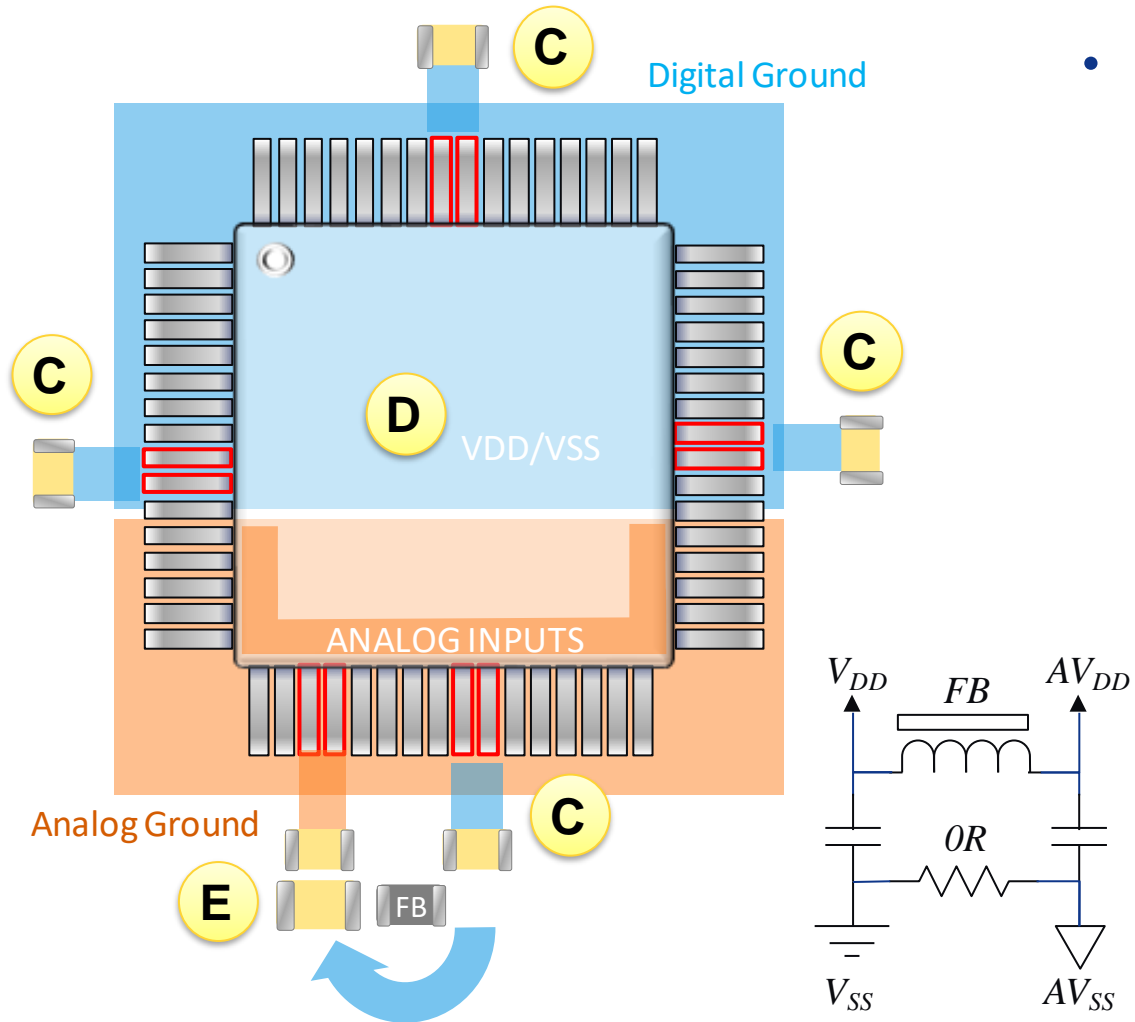 C
Digital Ground
C
C
D
VDD/VSS
ANALOG INPUTS
Analog Ground
C
E
FB
V_DD
FB
AV_DD
0R
V_SS
AV_SS